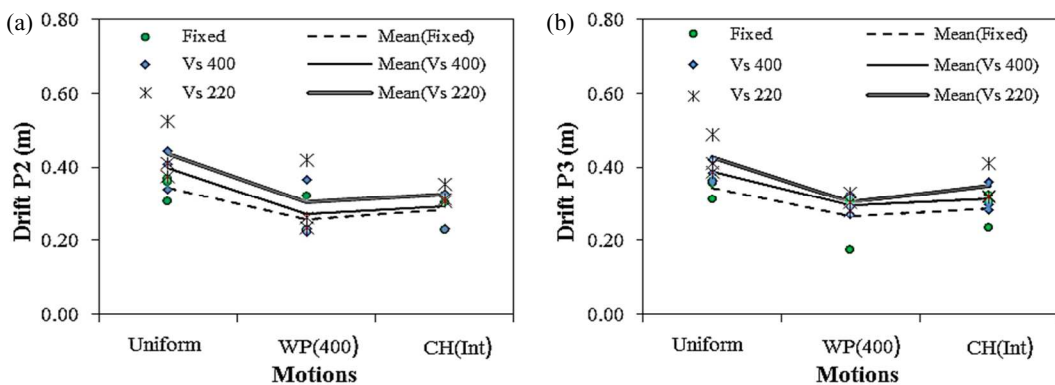 (a)
0.80
0.60
0.40
0.20
0.00
Drift P2 (m)
Fixed
Mean(Fixed)
Vs 400
Mean(Vs 400)
Vs 220
Mean(Vs 220)
Uniform
WP(400)
CH(Int)
Motions
(b)
0.80
0.60
0.40
0.20
0.00
Drift P3 (m)
Fixed
Mean(Fixed)
Vs 400
Mean(Vs 400)
Vs 220
Mean(Vs 220)
Uniform
WP(400)
CH(Int)
Motions